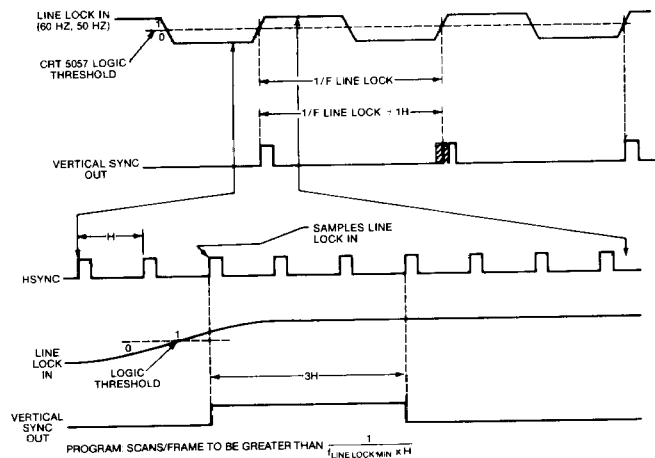 LINE LOCK IN
(60 HZ, 50 HZ)
1
0
CRT 5057 LOGIC
THRESHOLD
1/F LINE LOCK
1/F LINE LOCK + 1H
VERTICAL SYNC
OUT
H
SAMPLES LINE
LOCK IN
HSYNC
1
0
LINE
LOCK
IN
LOGIC
THRESHOLD
3H
VERTICAL
SYNC
OUT
PROGRAM: SCANS/FRAME TO BE GREATER THAN 1
fLINE LOCK MIN x H